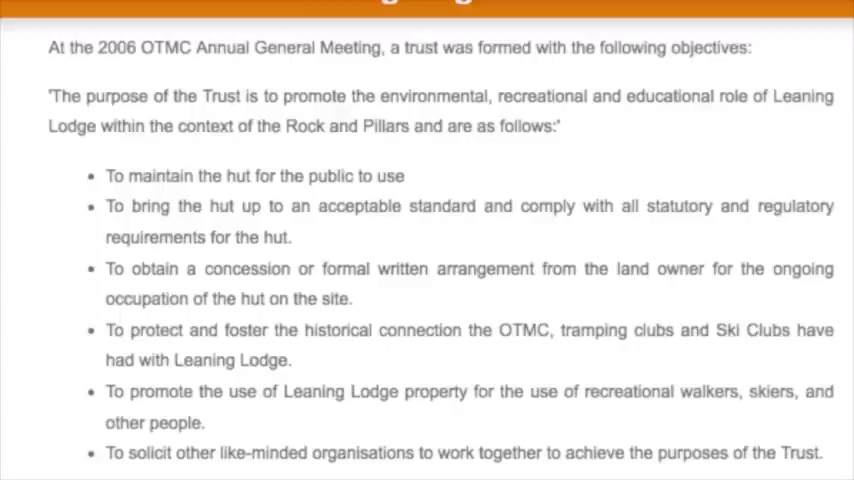 At the 2006 OTMC Annual General Meeting, a trust was formed with the following objectives:
'The purpose of the Trust is to promote the environmental, recreational and educational role of Leaning
Lodge within the context of the Rock and Pillars and are as follows:'
• To maintain the hut for the public to use
• To bring the hut up to an acceptable standard and comply with all statutory and regulatory
requirements for the hut.
• To obtain a concession or formal written arrangement from the land owner for the ongoing
occupation of the hut on the site.
• To protect and foster the historical connection the OTMC, tramping clubs and Ski Clubs have
had with Leaning Lodge.
• To promote the use of Leaning Lodge property for the use of recreational walkers, skiers, and
other people.
• To solicit other like-minded organisations to work together to achieve the purposes of the Trust.